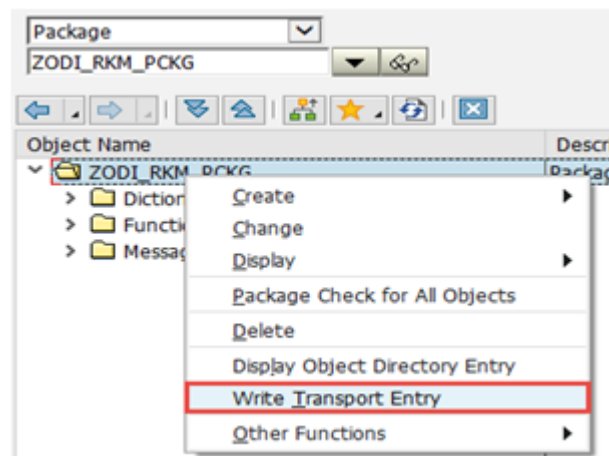 Package
ZODI_RKM_PCKG
Object Name Descr
ZODI_RKM_PCKG Packag
Diction
Functi
Messag
Create
Change
Display
Package Check for All Objects
Delete
Display Object Directory Entry
Write Transport Entry
Other Functions